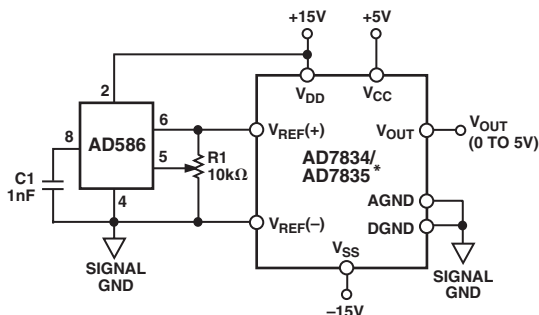 +15V
+5V
2
VDD
VCC
8
AD586
6
5
4
C1
1nF
R1
10kΩ
VREF(+)
VREF(–)
AD7834/
AD7835*
VOUT
VOUT
(0 TO 5V)
AGND
DGND
VSS
SIGNAL
GND
SIGNAL
GND
–15V